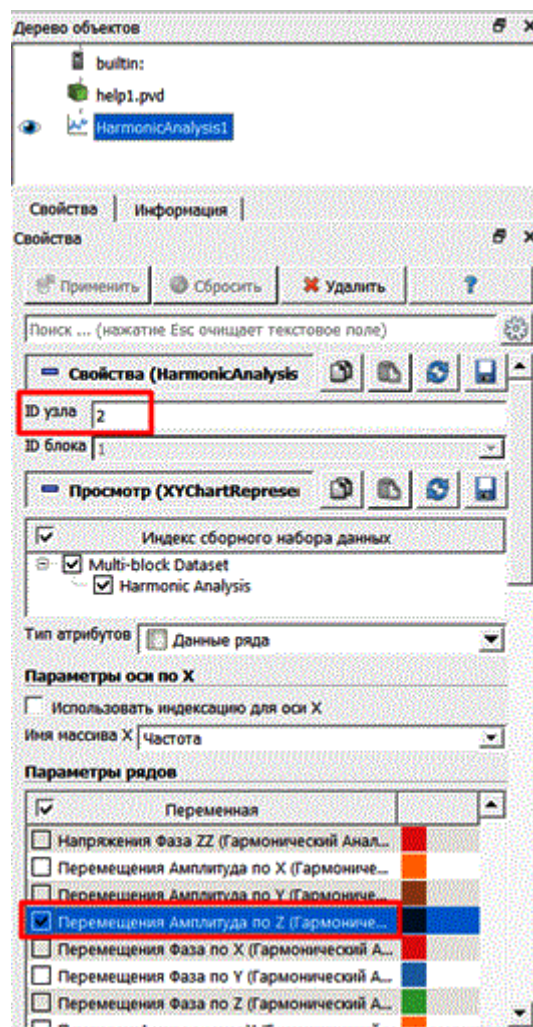 Дерево объектов
builtin:
help1.pvd
HarmonicAnalysis1
Свойства Информация
Свойства
Применить Сбросить Удалить ?
Поиск ... (нажатие Esc очищает текстовое поле)
Свойства (HarmonicAnalysis
ID узла 2
ID блока 1
Просмотр (XYChartReprese
Индекс сборного набора данных
Multi-block Dataset
Harmonic Analysis
Тип атрибутов Данные ряда
Параметры оси по X
Использовать индексацию для оси X
Имя массива X Частота
Параметры рядов
Переменная
Напряжения Фаза ZZ (Гармонический Анал...
Перемещения Амплитуда по X (Гармониче...
Перемещения Амплитуда по Y (Гармониче...
Перемещения Амплитуда по Z (Гармониче...
Перемещения Фаза по X (Гармонический А...
Перемещения Фаза по Y (Гармонический А...
Перемещения Фаза по Z (Гармонический А...